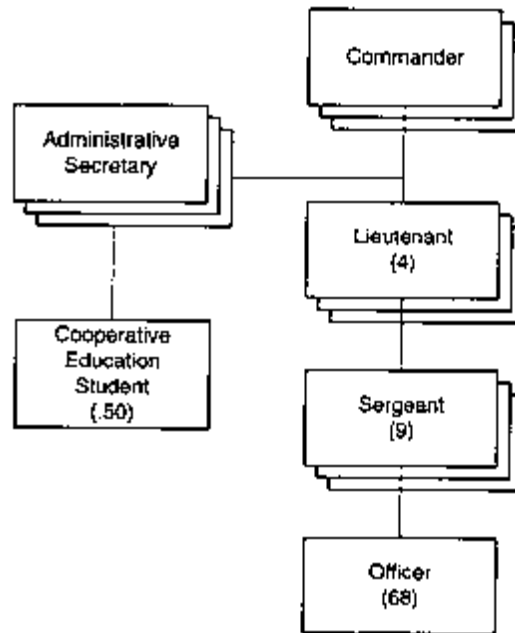 Commander
Administrative
Secretary
Lieutenant
(4)
Cooperative
Education
Student
(.50)
Sergeant
(9)
Officer
(68)